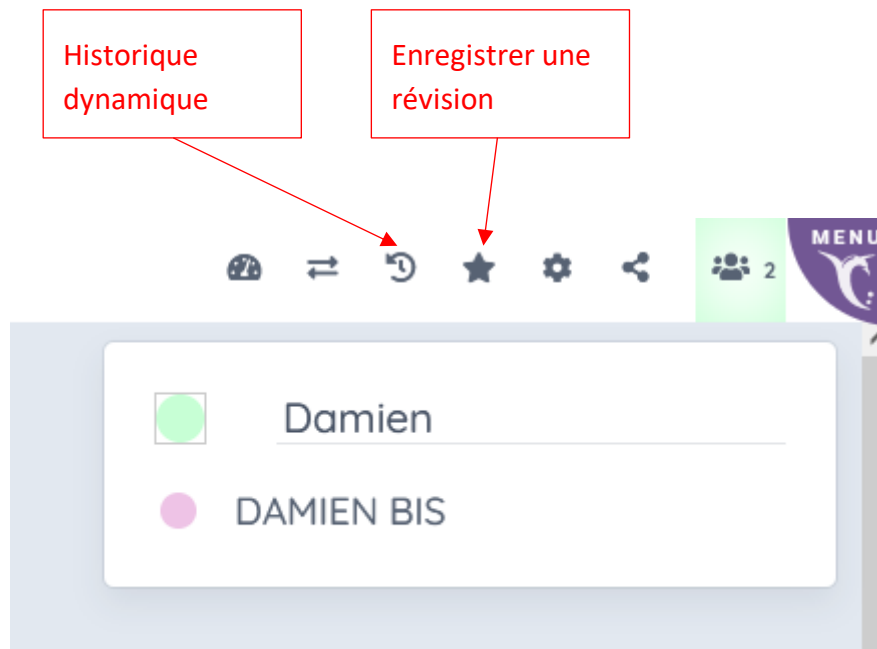 Historique
dynamique
Enregistrer une
révision
2
MENU
Damien
DAMIEN BIS